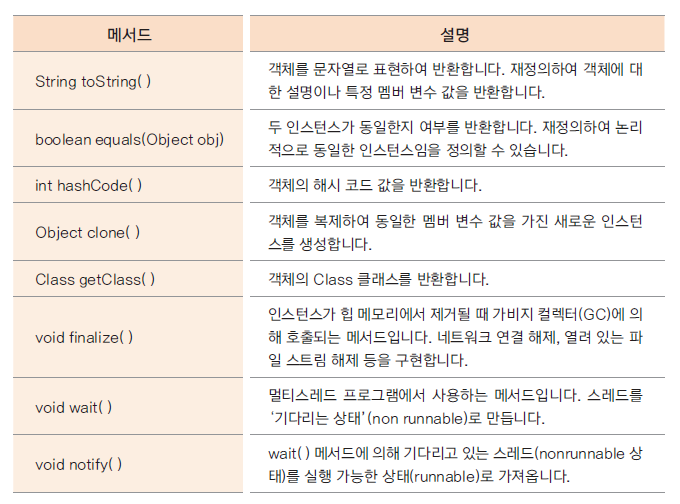 메서드
설명
String toString( )
객체를 문자열로 표현하여 반환합니다. 재정의하여 객체에 대
한 설명이나 특정 멤버 변수 값을 반환합니다.
boolean equals(Object obj)
두 인스턴스가 동일한지 여부를 반환합니다. 재정의하여 논리
적으로 동일한 인스턴스임을 정의할 수 있습니다.
int hashCode( )
객체의 해시 코드 값을 반환합니다.
Object clone( )
객체를 복제하여 동일한 멤버 변수 값을 가진 새로운 인스턴
스를 생성합니다.
Class getClass( )
객체의 Class 클래스를 반환합니다.
void finalize( )
인스턴스가 힙 메모리에서 제거될 때 가비지 컬렉터(GC)에 의
해 호출되는 메서드입니다. 네트워크 연결 해제, 열려 있는 파
일 스트림 해제 등을 구현합니다.
void wait( )
멀티스레드 프로그램에서 사용하는 메서드입니다. 스레드를
‘기다리는 상태’(non runnable)로 만듭니다.
void notify( )
wait( ) 메서드에 의해 기다리고 있는 스레드(nonrunnable 상
태)를 실행 가능한 상태(runnable)로 가져옵니다.